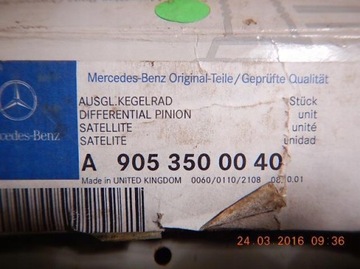 Mercedes-Benz Original-Teile/Geprüfte Qualität
AUSGL.KEGELRAD Stück
DIFFERENTIAL PINION unit
SATELLITE unité
SATELITE unidad
A 905 350 00 40
Made in UNITED KINGDOM 0060/0110/2108
24 03 2016 09 36